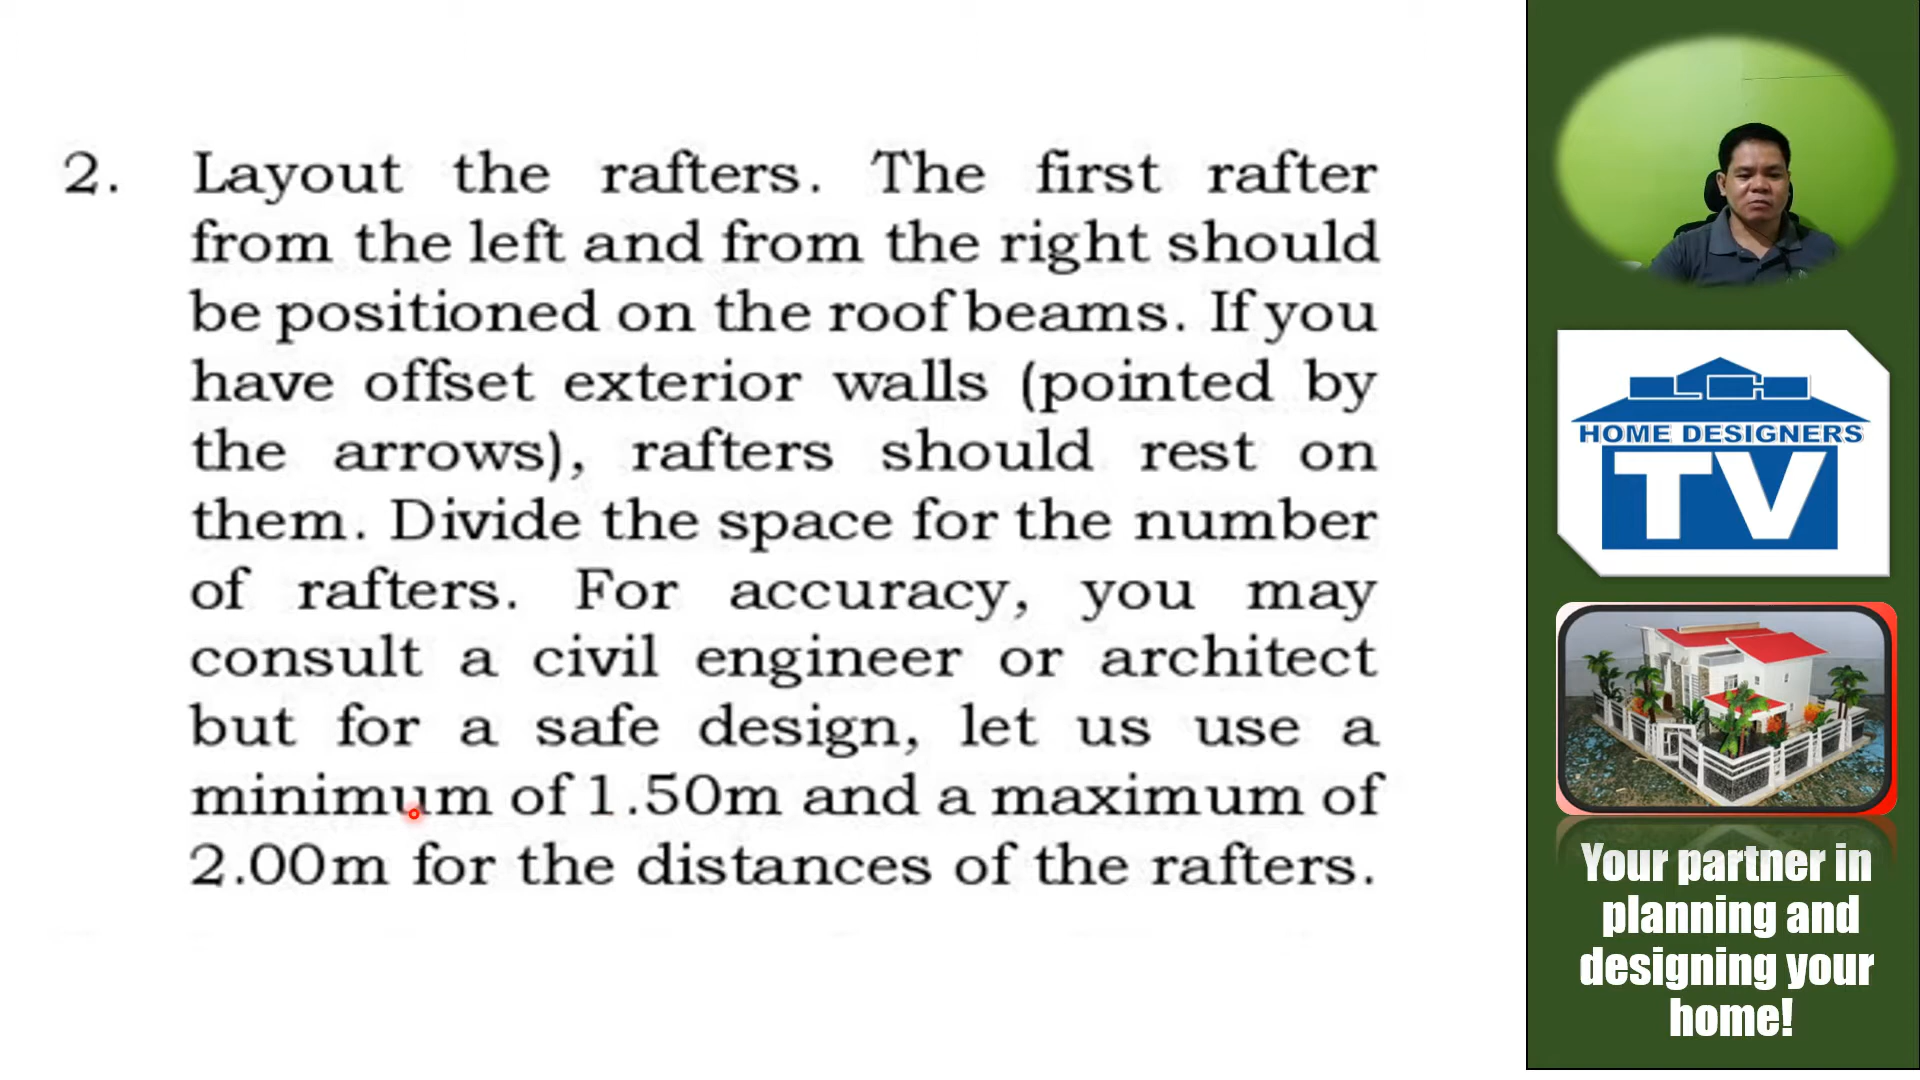 2. Layout the rafters. The first rafter
from the left and from the right should
be positioned on the roof beams. If you
have offset exterior walls (pointed by
the arrows), rafters should rest on
them. Divide the space for the number
of rafters. For accuracy, you may
consult a civil engineer or architect
but for a safe design, let us use a
minimum of 1.50m and a maximum of
2.00m for the distances of the rafters.
LCH
HOME DESIGNERS
TV
Your partner in
planning and
designing your
home!